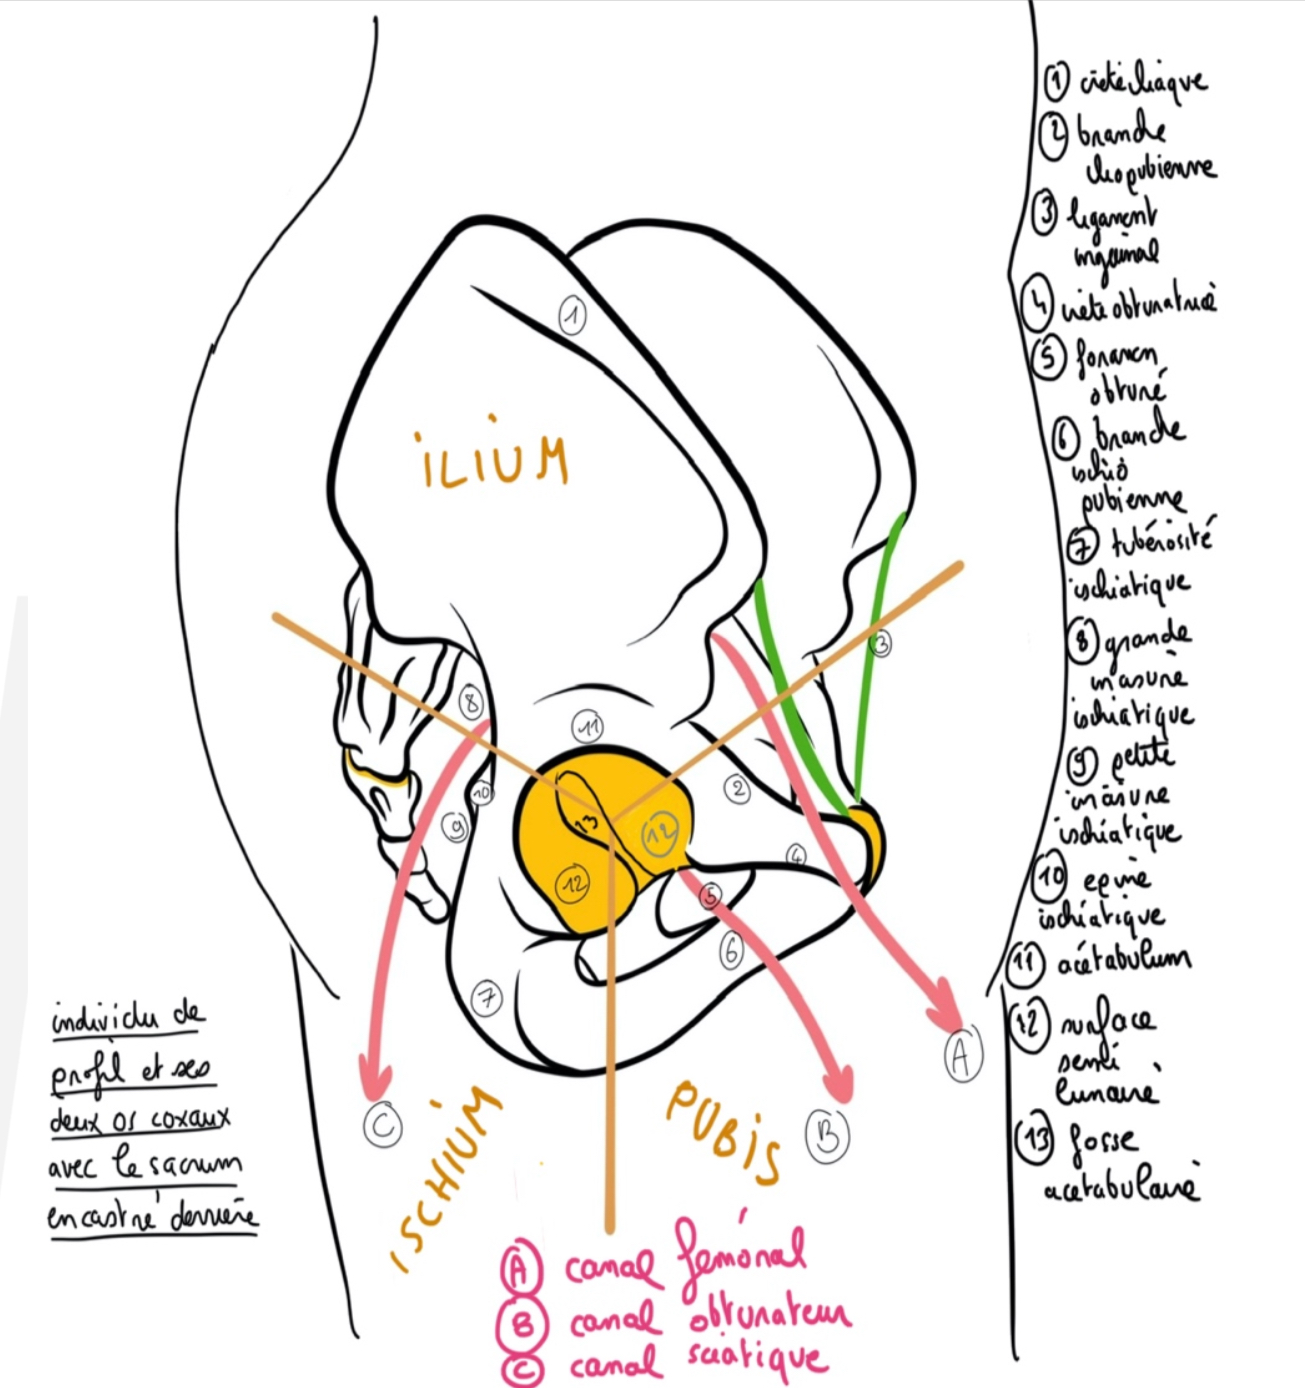 ① crête iliaque
② branche
iliopubienne
③ ligament
inguinal
④ crête obturatrice
⑤ foramen
obturé
⑥ branche
ischio
pubienne
⑦ tubérosité
ischiatique
⑧ grande
incisure
ischiatique
⑨ petite
incisure
ischiatique
⑩ epine
ischiatique
⑪ acétabulum
⑫ surface
semi
lunaire
⑬ fosse
acetabulaire
1
ILIUM
3
8
11
2
10
9
13
12
4
12
5
6
7
individu de
profil et ses
deux os coxaux
avec le sacrum
encastré derrière
A
C
B
ISCHIUM
PUBIS
Ⓐ canal fémoral
Ⓑ canal obturateur
Ⓒ canal sciatique